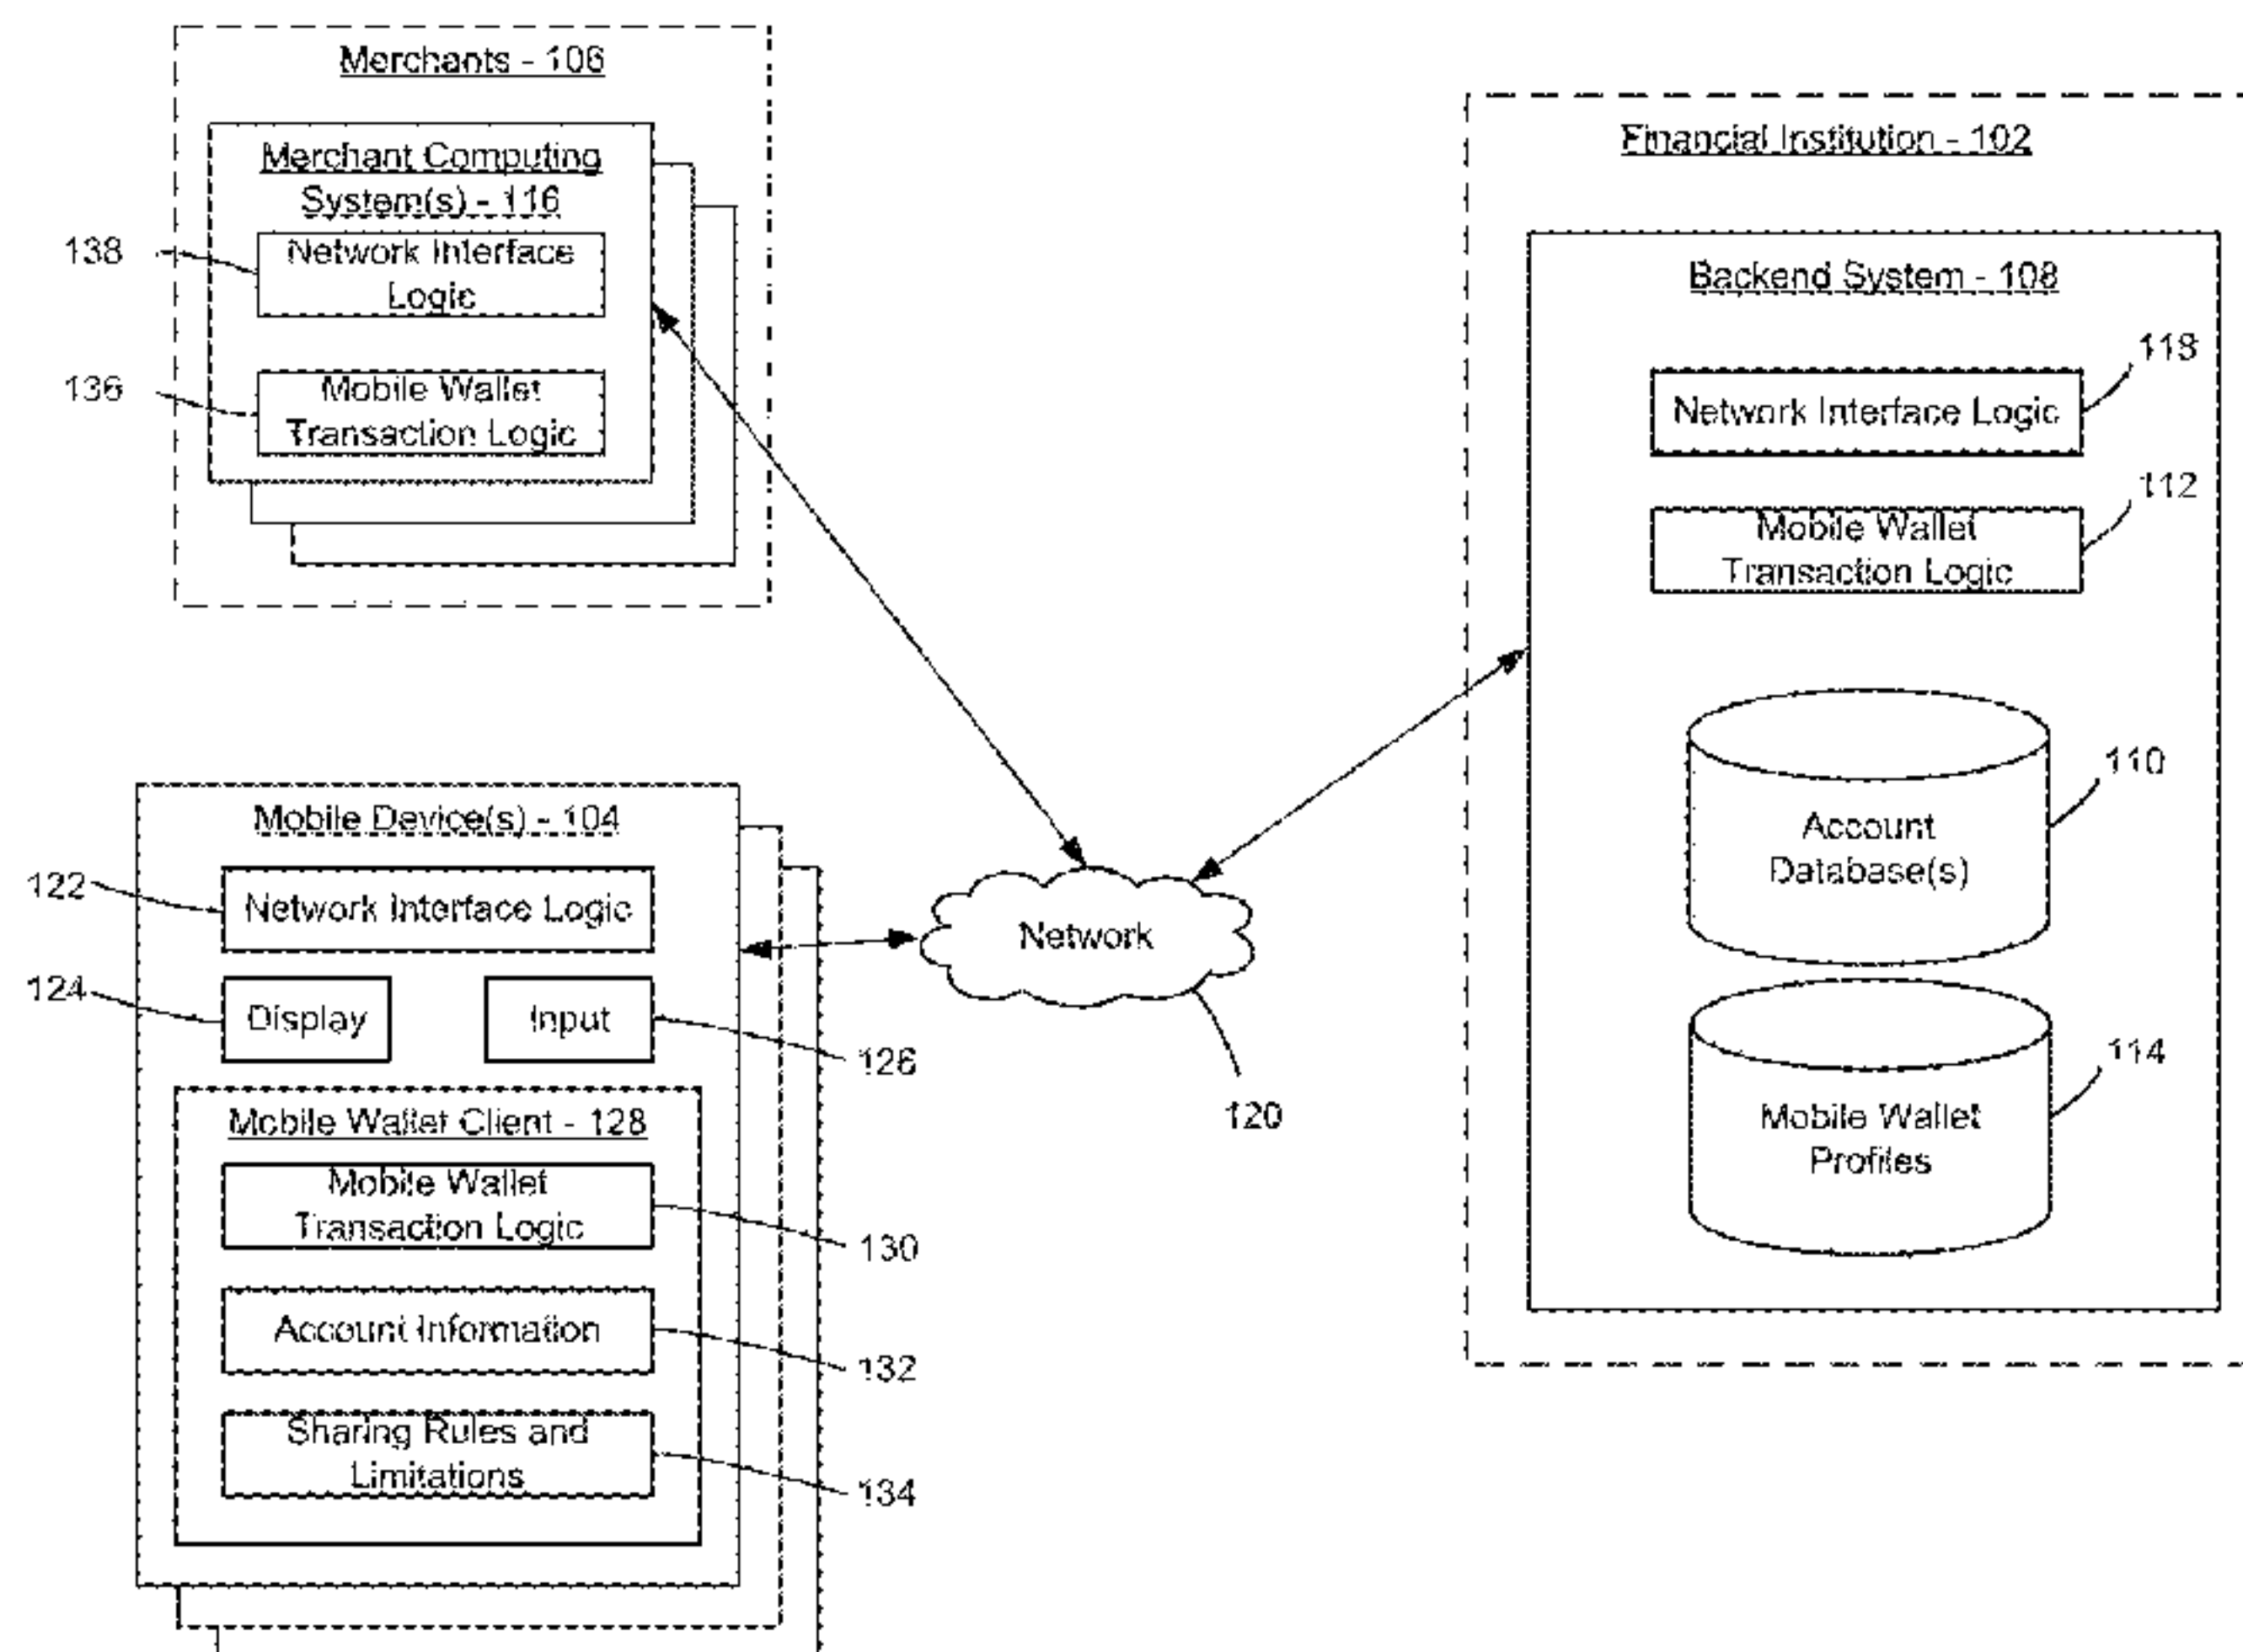 Merchants - 106
Merchant Computing
System(s) - 116
138
Network Interface
Logic
136
Mobile Wallet
Transaction Logic
Financial Institution - 102
Backend System - 108
118
Network Interface Logic
112
Mobile Wallet
Transaction Logic
110
Account
Database(s)
114
Mobile Wallet
Profiles
Network
120
Mobile Device(s) - 104
122
Network Interface Logic
124
Display
Input
126
Mobile Wallet Client - 128
Mobile Wallet
Transaction Logic
130
Account Information
132
Sharing Rules and
Limitations
134